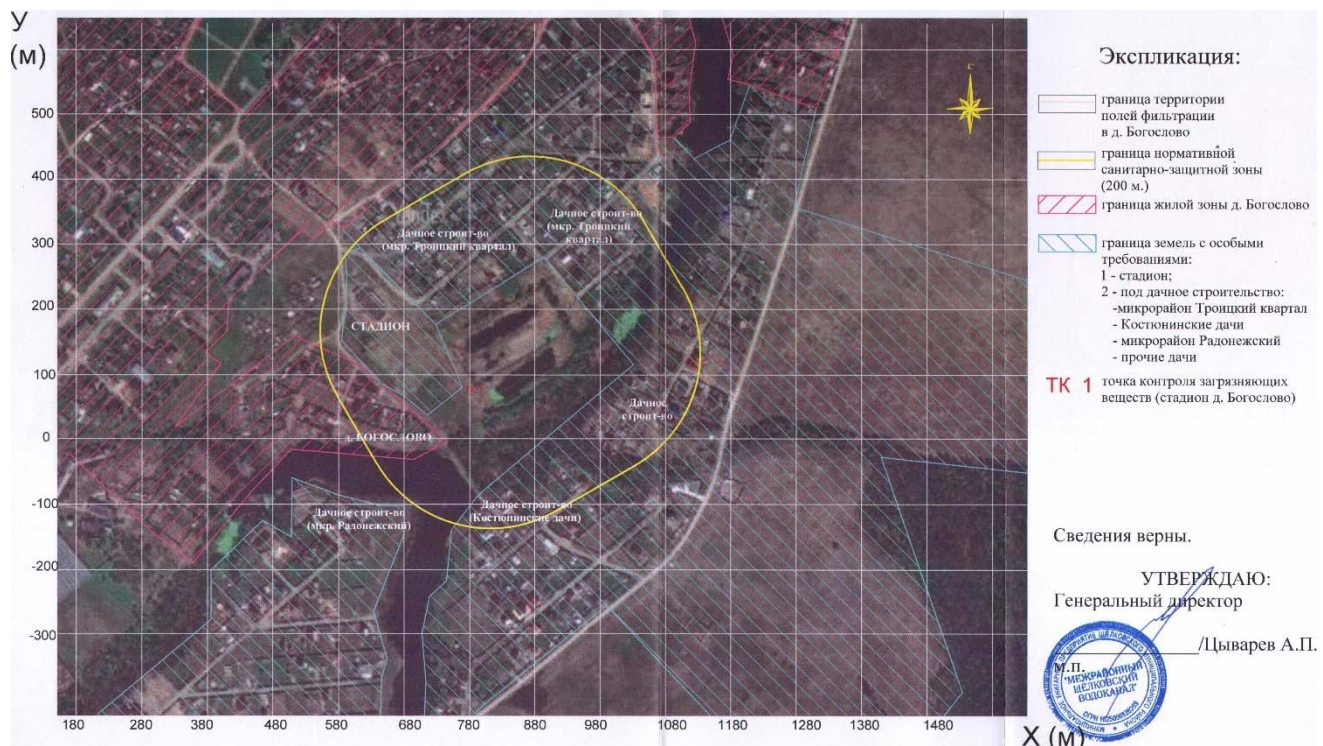 У
(м)
500
400
300
200
100
0
-100
-200
-300
180
280
380
480
580
680
780
880
980
1080
1180
1280
1380
1480
Х (м)
Дачное строит-во
(мкр. Троицкий квартал)
Дачное строит-во
(мкр. Троицкий
квартал)
СТАДИОН
Дачное
строит-во
д. БОГОСЛОВО
Дачное строит-во
(мкр. Радонежский)
Дачное строит-во
(Костюнинские дачи)
с
Экспликация:
граница территории
полей фильтрации
в д. Богослово
граница нормативной
санитарно-защитной зоны
(200 м.)
граница жилой зоны д. Богослово
граница земель с особыми
требованиями:
1 - стадион;
2 - под дачное строительство:
-микрорайон Троицкий квартал
- Костюнинские дачи
- микрорайон Радонежский
- прочие дачи
ТК 1 точка контроля загрязняющих
веществ (стадион д. Богослово)
Сведения верны.
УТВЕРЖДАЮ:
Генеральный директор
/Цыварев А.П.
м.п.
"МЕЖРАЙОННЫЙ
ЩЕЛКОВСКИЙ
ВОДОКАНАЛ"